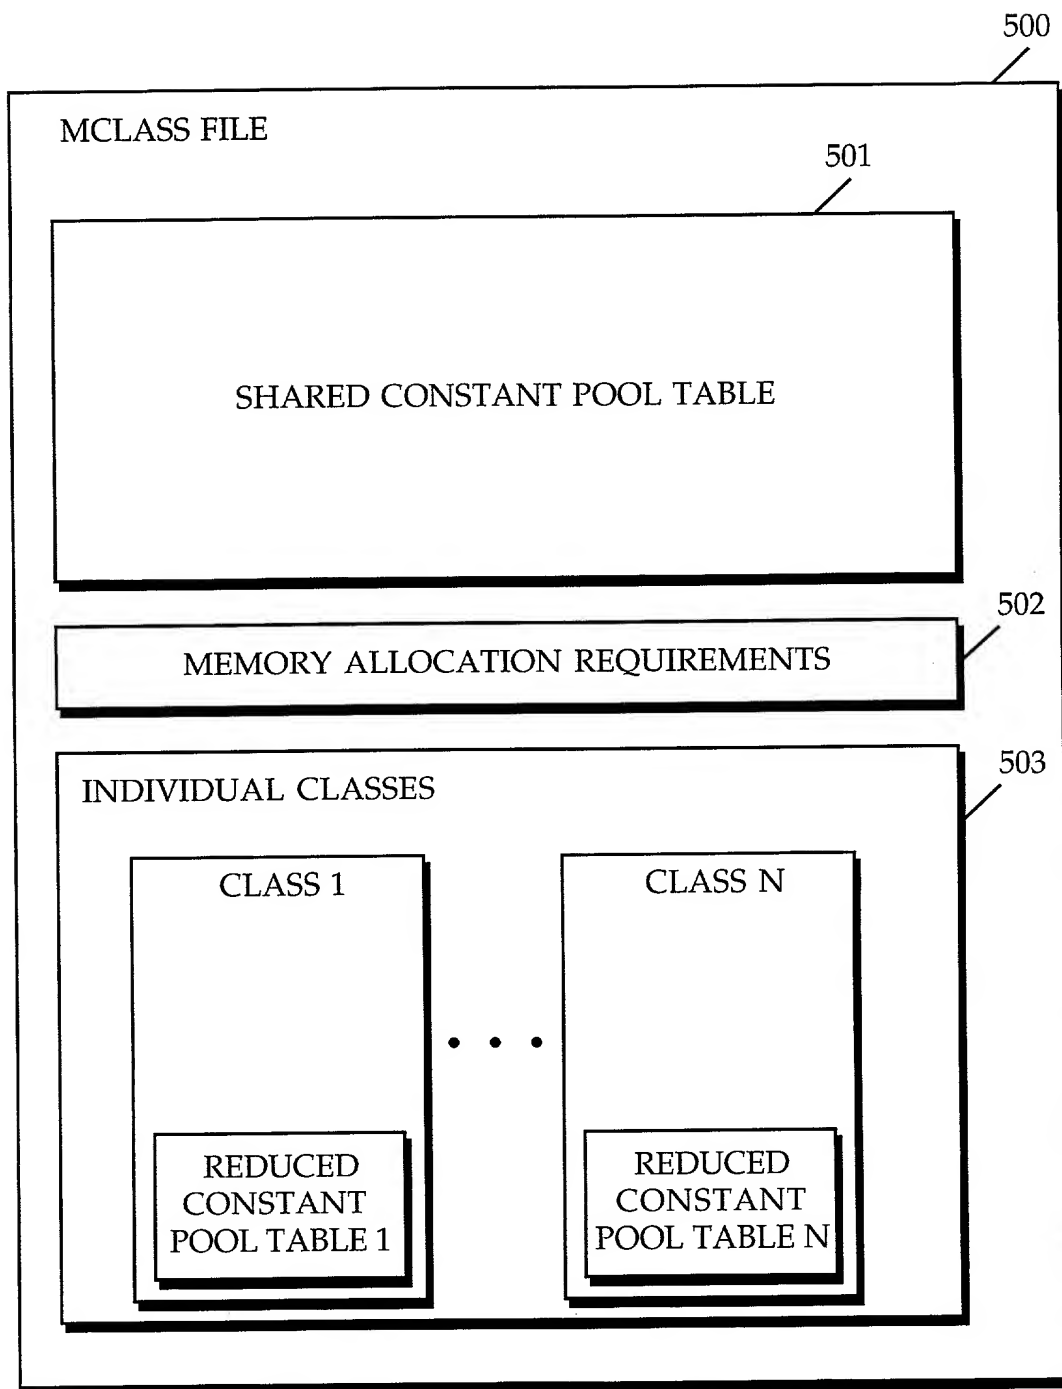 500
MCLASS FILE
501
SHARED CONSTANT POOL TABLE
502
MEMORY ALLOCATION REQUIREMENTS
503
INDIVIDUAL CLASSES
CLASS 1
REDUCED
CONSTANT
POOL TABLE 1
CLASS N
REDUCED
CONSTANT
POOL TABLE N